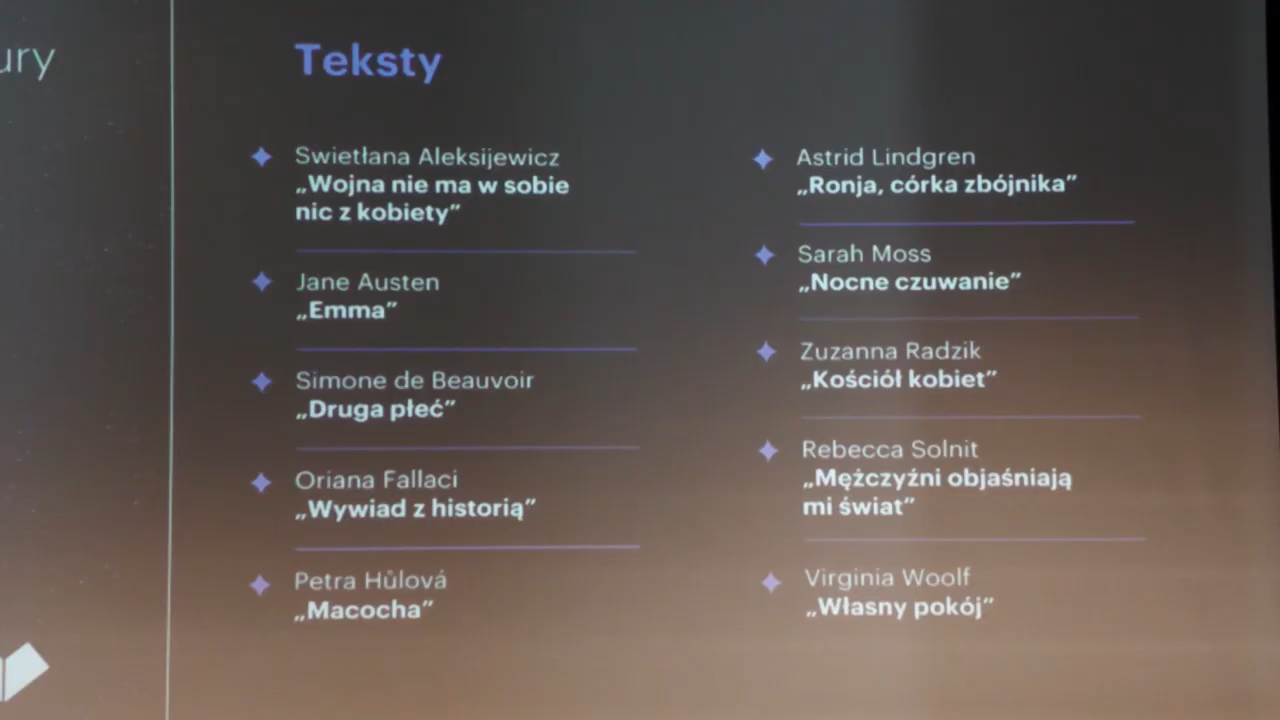 ury
Teksty
Swietłana Aleksijewicz
„Wojna nie ma w sobie
nic z kobiety”
Jane Austen
„Emma”
Simone de Beauvoir
„Druga płeć”
Oriana Fallaci
„Wywiad z historią”
Petra Hůlová
„Macocha”
Astrid Lindgren
„Ronja, córka zbójnika”
Sarah Moss
„Nocne czuwanie”
Zuzanna Radzik
„Kościół kobiet”
Rebecca Solnit
„Mężczyźni objaśniają
mi świat”
Virginia Woolf
„Własny pokój”